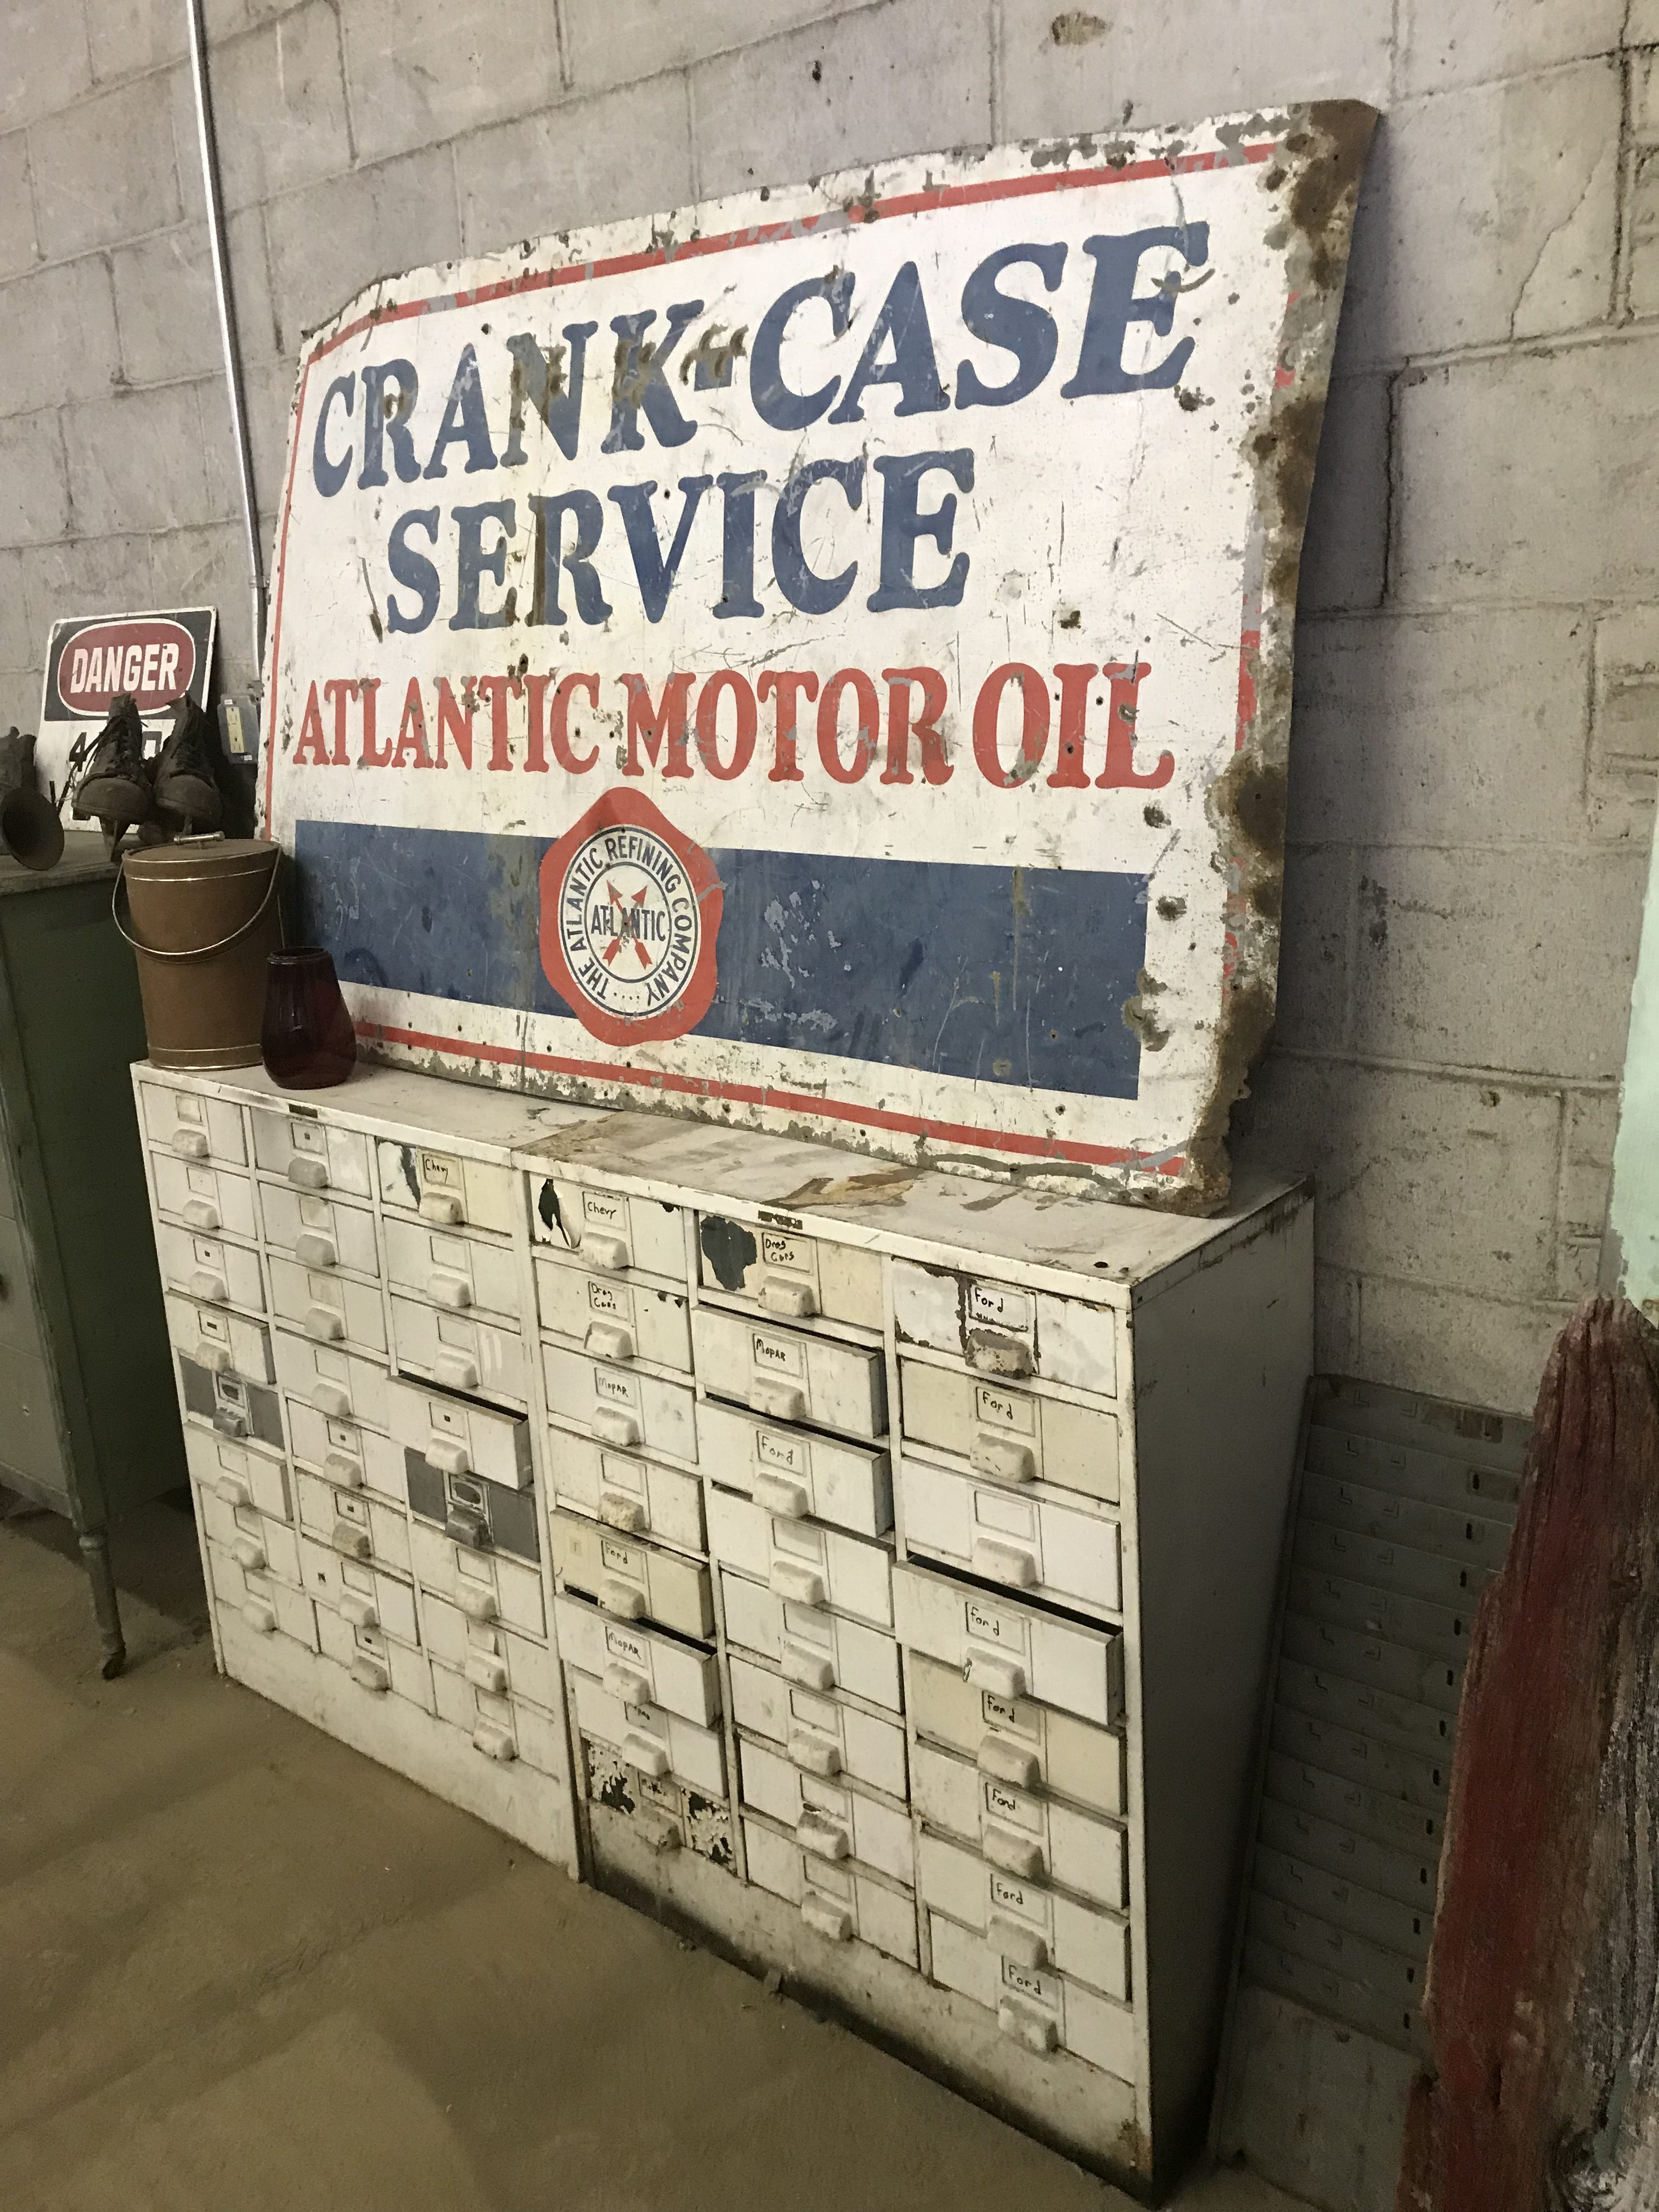 CRANK-CASE
SERVICE
ATLANTIC MOTOR OIL
THE ATLANTIC REFINING COMPANY
ATLANTIC
DANGER
Chevy
Chevy
Drag
Cars
Ford
Drag
Cars
Mopar
Ford
Mopar
Ford
Ford
Ford
Mopar
Ford
Ford
Ford
Ford